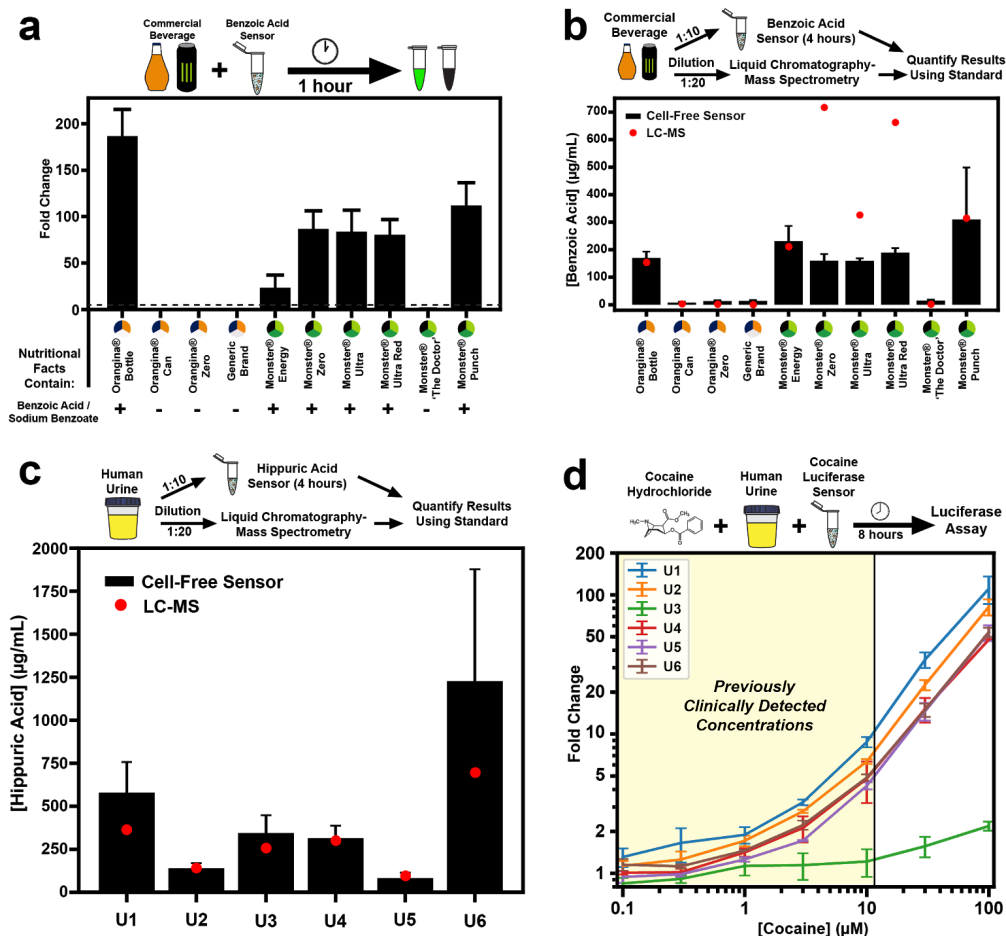 a
Commercial
Beverage
Benzoic Acid
Sensor
+
1 hour
Fold Change
200
150
100
50
0
Nutritional
Facts
Contain:
Orangina®
Bottle
Orangina®
Can
Orangina®
Zero
Generic
Brand
Monster®
Energy
Monster®
Zero
Monster®
Ultra
Monster®
Ultra Red
Monster®
'The Doctor'
Monster®
Punch
Benzoic Acid /
Sodium Benzoate
+ - - - + + + + - +
b
Commercial
Beverage
1:10
Dilution
1:20
Benzoic Acid
Sensor (4 hours)
Liquid Chromatography-
Mass Spectrometry
Quantify Results
Using Standard
[Benzoic Acid] (µg/mL)
700
600
500
400
300
200
100
0
Cell-Free Sensor
LC-MS
Orangina®
Bottle
Orangina®
Can
Orangina®
Zero
Generic
Brand
Monster®
Energy
Monster®
Zero
Monster®
Ultra
Monster®
Ultra Red
Monster®
'The Doctor'
Monster®
Punch
c
Human
Urine
1:10
Dilution
1:20
Hippuric Acid
Sensor (4 hours)
Liquid Chromatography-
Mass Spectrometry
Quantify Results
Using Standard
[Hippuric Acid] (µg/mL)
2000
1750
1500
1250
1000
750
500
250
0
Cell-Free Sensor
LC-MS
U1 U2 U3 U4 U5 U6
d
Cocaine
Hydrochloride
H₃C
N
O
OCH₃
O
O
+
Human
Urine
+
Cocaine
Luciferase
Sensor
8 hours
Luciferase
Assay
Fold Change
200
100
50
20
10
5
2
1
U1
U2
U3
U4
U5
U6
Previously
Clinically Detected
Concentrations
0.1 1 10 100
[Cocaine] (µM)